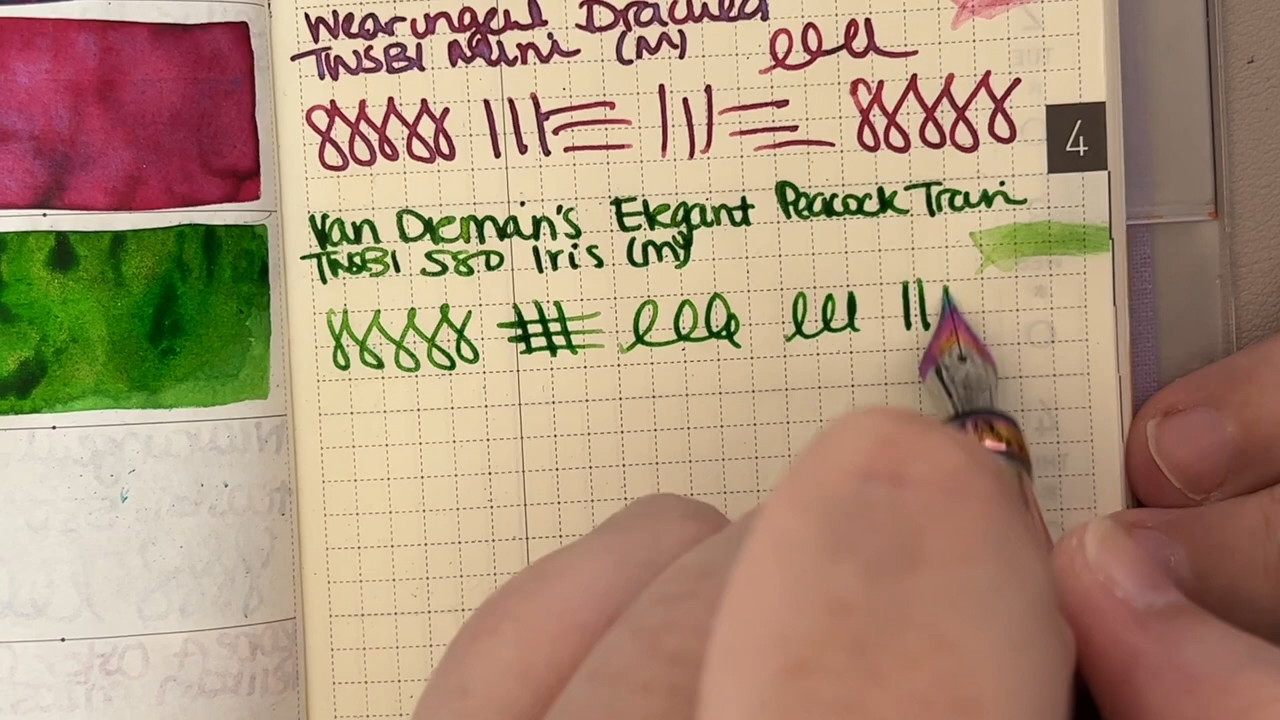 Wearingeul Dracula
TWSBI Mini (M)
4
Van Dieman's Elegant Peacock Train
TWSBI 580 Iris (M)